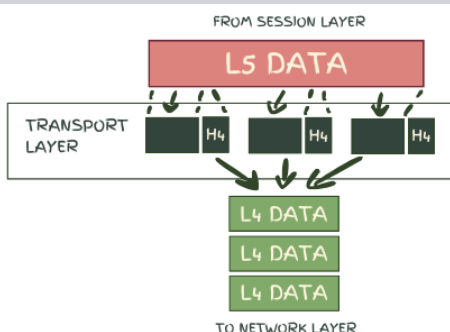 FROM SESSION LAYER
L5 DATA
TRANSPORT
LAYER
H4
H4
H4
L4 DATA
L4 DATA
L4 DATA
TO NETWORK LAYER